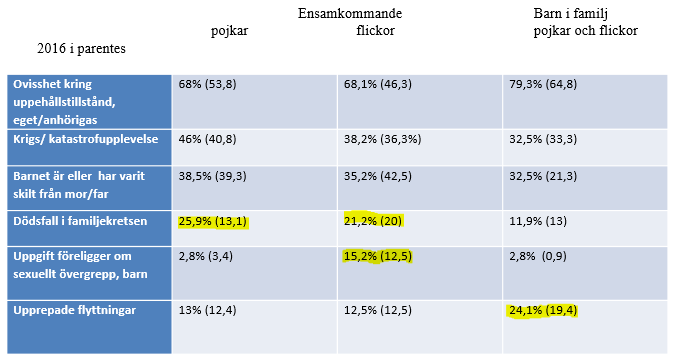 Ensamkommande Barn i familj
pojkar flickor pojkar och flickor
2016 i parentes
Ovisshet kring
uppehållstillstånd,
eget/anhörigas
68% (53,8) 68,1% (46,3) 79,3% (64,8)
Krigs/ katastrofupplevelse 46% (40,8) 38,2% (36,3%) 32,5% (33,3)
Barnet är eller har varit
skilt från mor/far
38,5% (39,3) 35,2% (42,5) 32,5% (21,3)
Dödsfall i familjekretsen 25,9% (13,1) 21,2% (20) 11,9% (13)
Uppgift föreligger om
sexuellt övergrepp, barn
2,8% (3,4) 15,2% (12,5) 2,8% (0,9)
Upprepade flyttningar 13% (12,4) 12,5% (12,5) 24,1% (19,4)